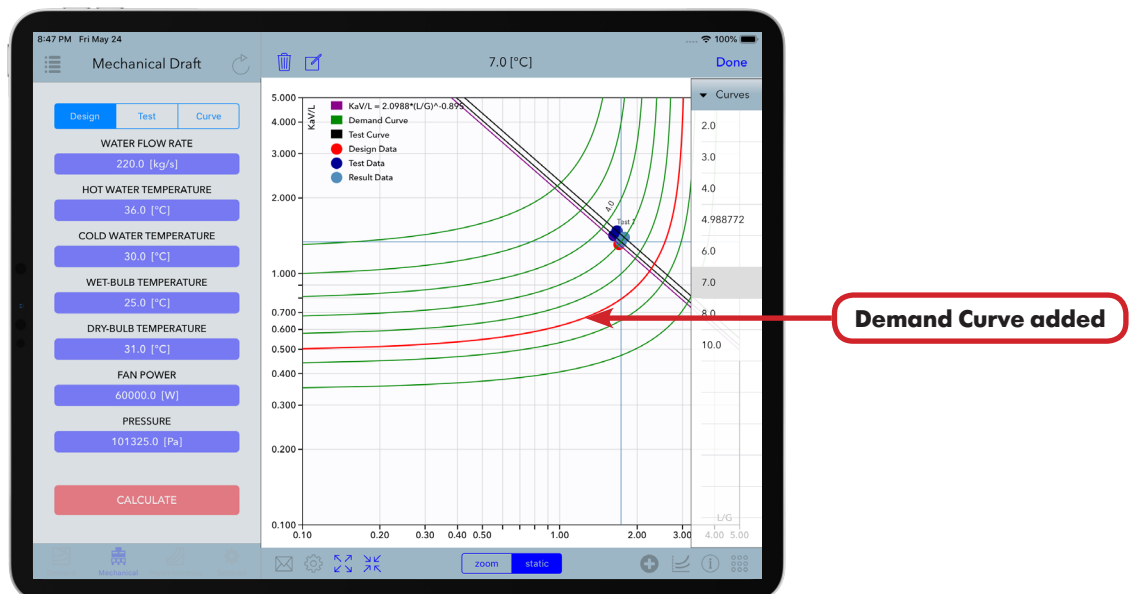 8:47 PM Fri May 24
100%
Mechanical Draft
7.0 [°C]
Done
Design Test Curve
WATER FLOW RATE
220.0 [kg/s]
HOT WATER TEMPERATURE
36.0 [°C]
COLD WATER TEMPERATURE
30.0 [°C]
WET-BULB TEMPERATURE
25.0 [°C]
DRY-BULB TEMPERATURE
31.0 [°C]
FAN POWER
60000.0 [W]
PRESSURE
101325.0 [Pa]
CALCULATE
Mechanical
KaV/L
KaV/L = 2.0988*(L/G)^-0.895
Demand Curve
Test Curve
Design Data
Test Data
Result Data
5.000
4.000
3.000
2.000
1.000
0.700
0.600
0.500
0.400
0.300
0.200
0.100
4.0
Test 1
0.10 0.20 0.30 0.40 0.50 1.00 2.00 3.00 4.00 5.00
L/G
Curves
2.0
3.0
4.0
4.988772
6.0
7.0
8.0
10.0
zoom static
Demand Curve added